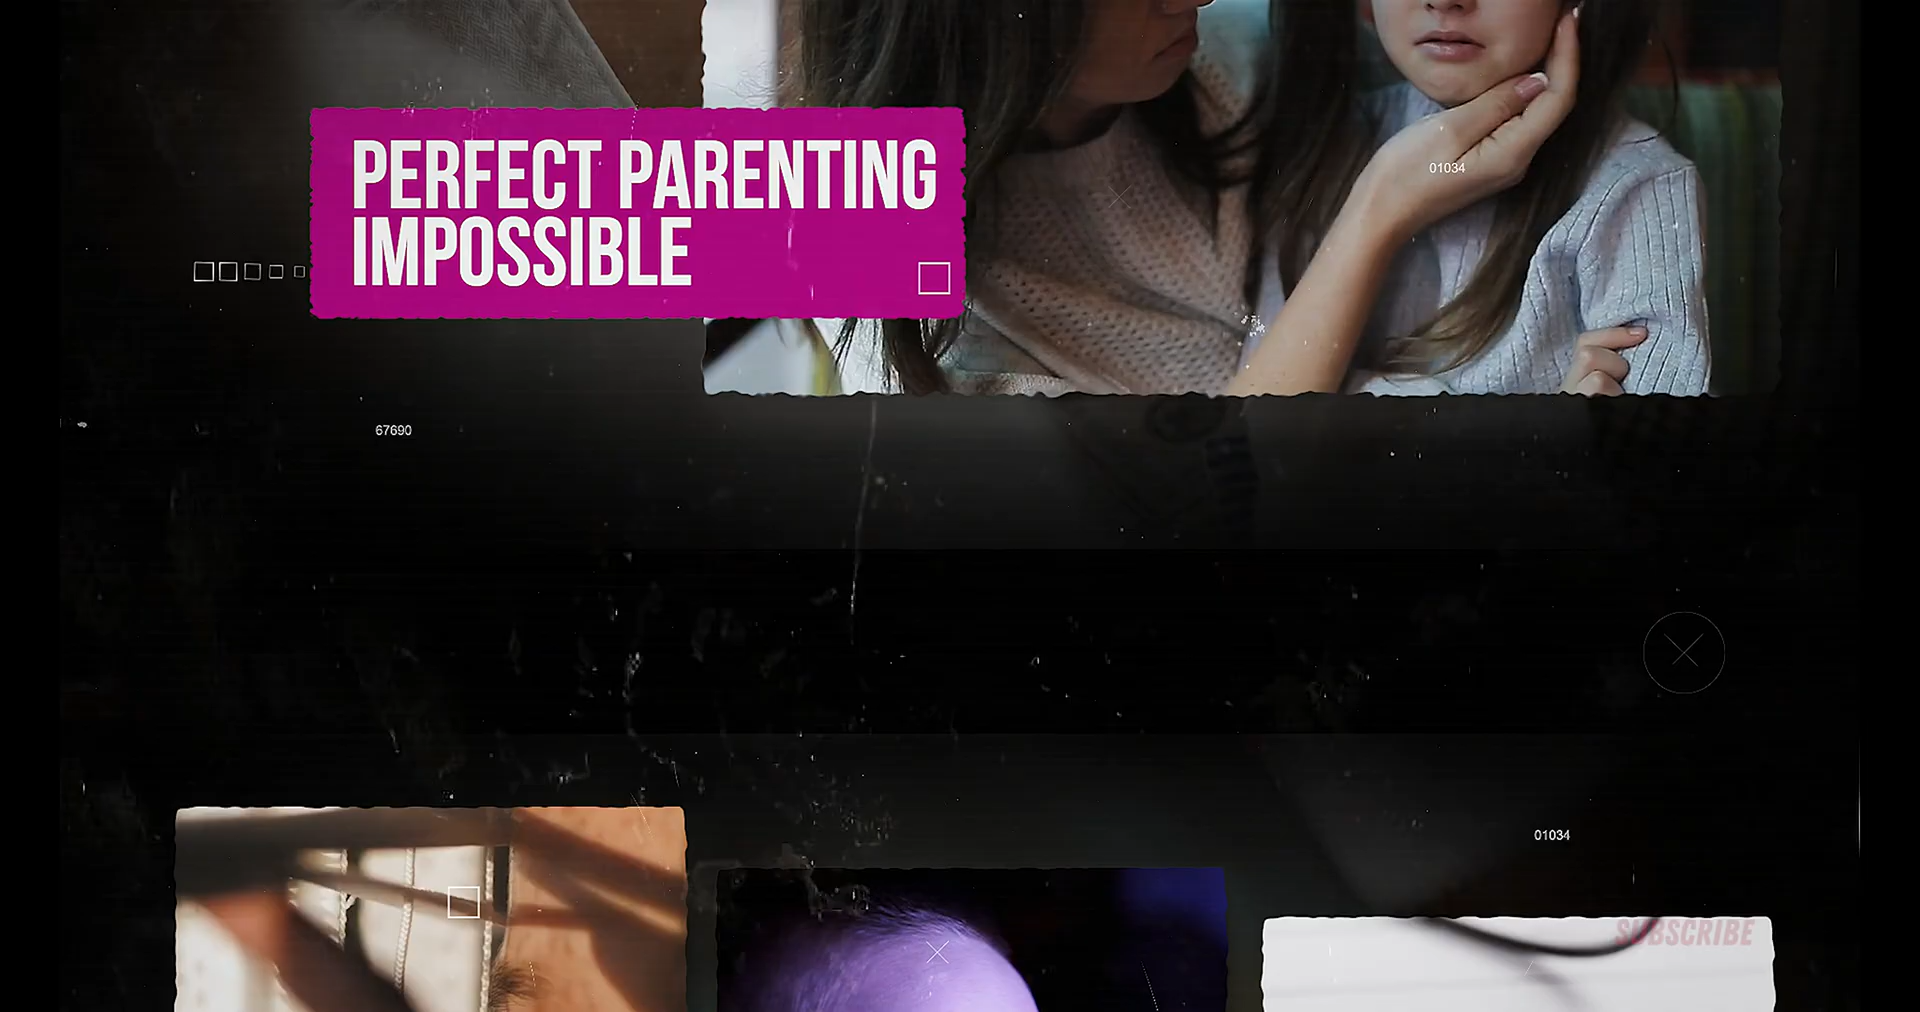 PERFECT PARENTING
IMPOSSIBLE
01034
67690
01034
SUBSCRIBE